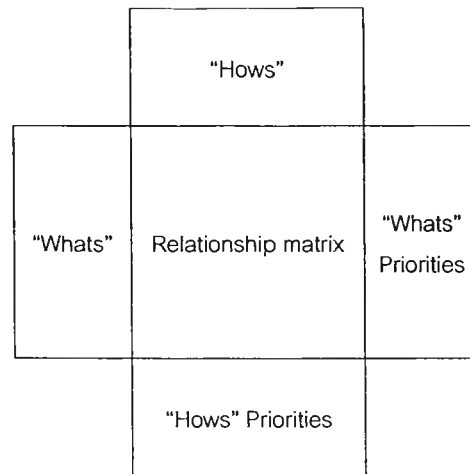 “Hows”
“Whats”
Relationship matrix
“Whats”
Priorities
“Hows” Priorities